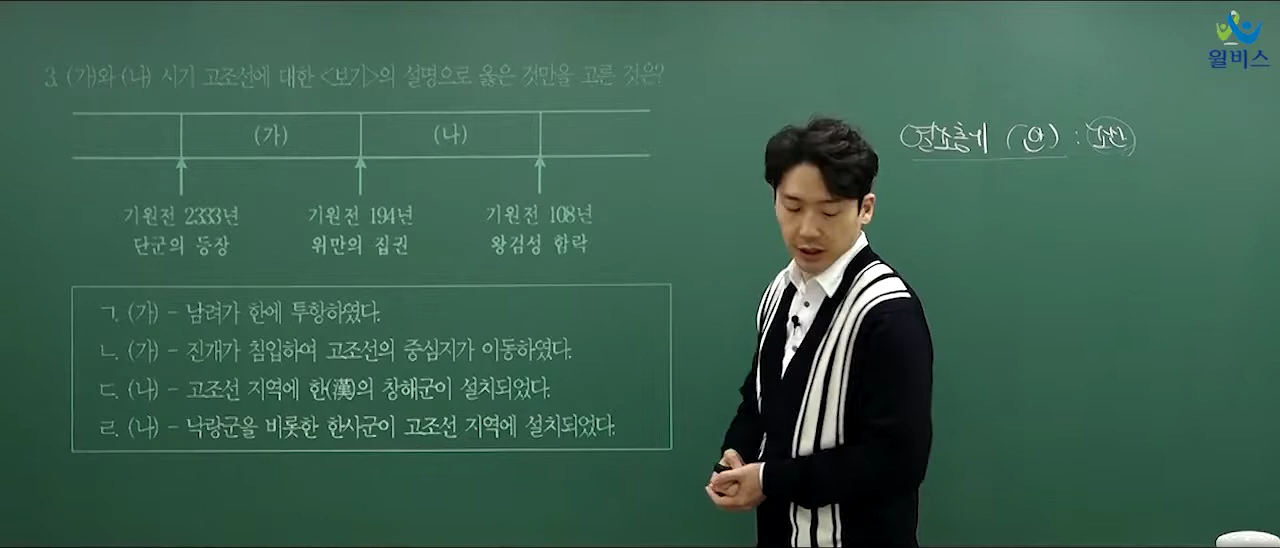 윌비스
3. (가)와 (나) 시기 고조선에 대한 <보기>의 설명으로 옳은 것만을 고른 것은?
(가) (나)
기원전 2333년 기원전 194년 기원전 108년
단군의 등장 위만의 집권 왕검성 함락
ㄱ. (가) - 남려가 한에 투항하였다.
ㄴ. (가) - 진개가 침입하여 고조선의 중심지가 이동하였다.
ㄷ. (나) - 고조선 지역에 한(漢)의 창해군이 설치되었다.
ㄹ. (나) - 낙랑군을 비롯한 한사군이 고조선 지역에 설치되었다.